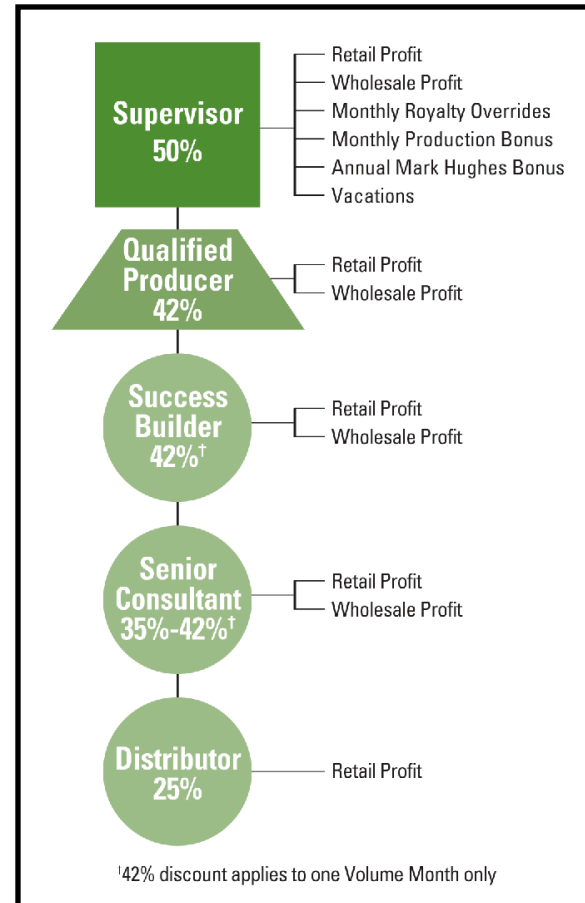 Supervisor
50%
Retail Profit
Wholesale Profit
Monthly Royalty Overrides
Monthly Production Bonus
Annual Mark Hughes Bonus
Vacations
Qualified
Producer
42%
Retail Profit
Wholesale Profit
Success
Builder
42%†
Retail Profit
Wholesale Profit
Senior
Consultant
35%-42%†
Retail Profit
Wholesale Profit
Distributor
25%
Retail Profit
†42% discount applies to one Volume Month only